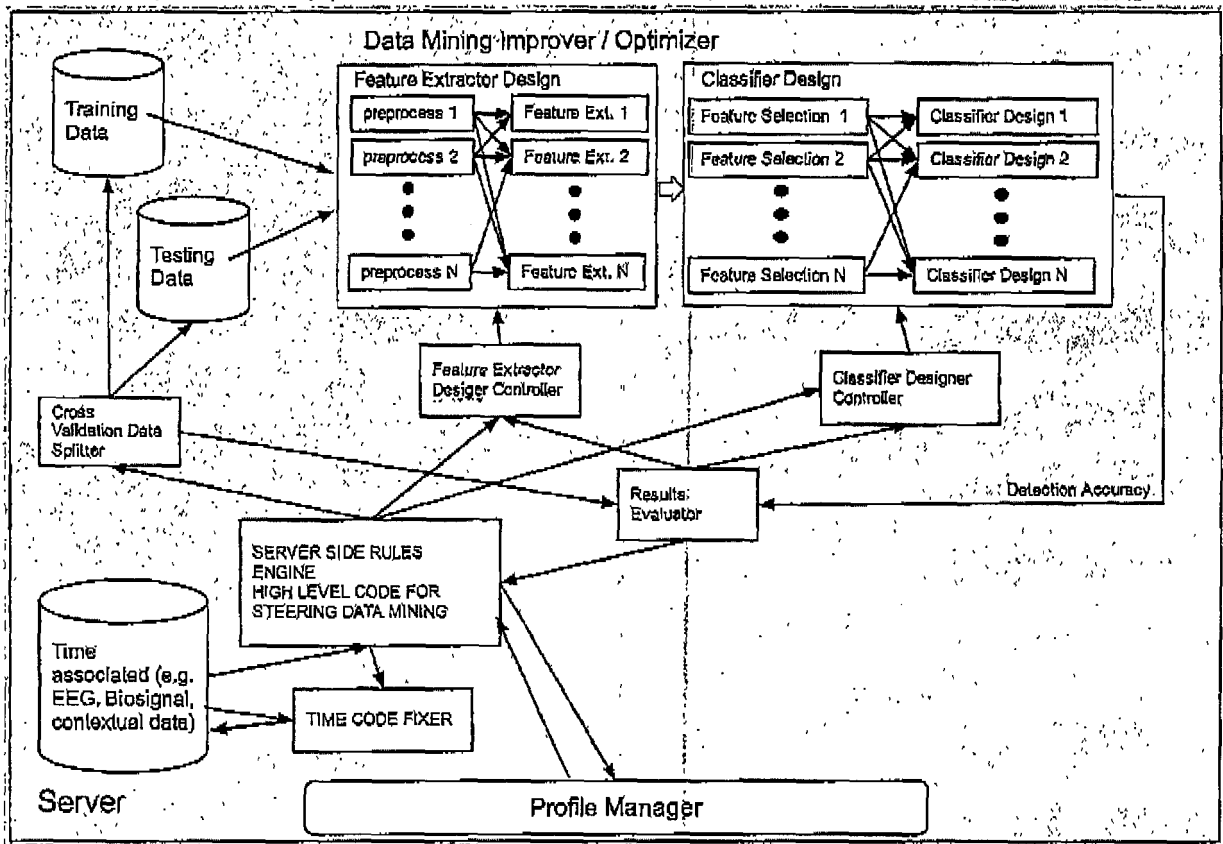 Data Mining Improver / Optimizer
Training
Data
Testing
Data
Feature Extractor Design
preprocess 1
Feature Ext. 1
preprocess 2
Feature Ext. 2
preprocess N
Feature Ext. N
Classifier Design
Feature Selection 1
Classifier Design 1
Feature Selection 2
Classifier Design 2
Feature Selection N
Classifier Design N
Feature Extractor
Desiger Controller
Classifier Designer
Controller
Cross
Validation Data
Splitter
Results
Evaluator
Detection Accuracy
SERVER SIDE RULES
ENGINE
HIGH LEVEL CODE FOR
STEERING DATA MINING
Time
associated (e.g.
EEG, Biosignal,
contextual data)
TIME CODE FIXER
Server
Profile Manager